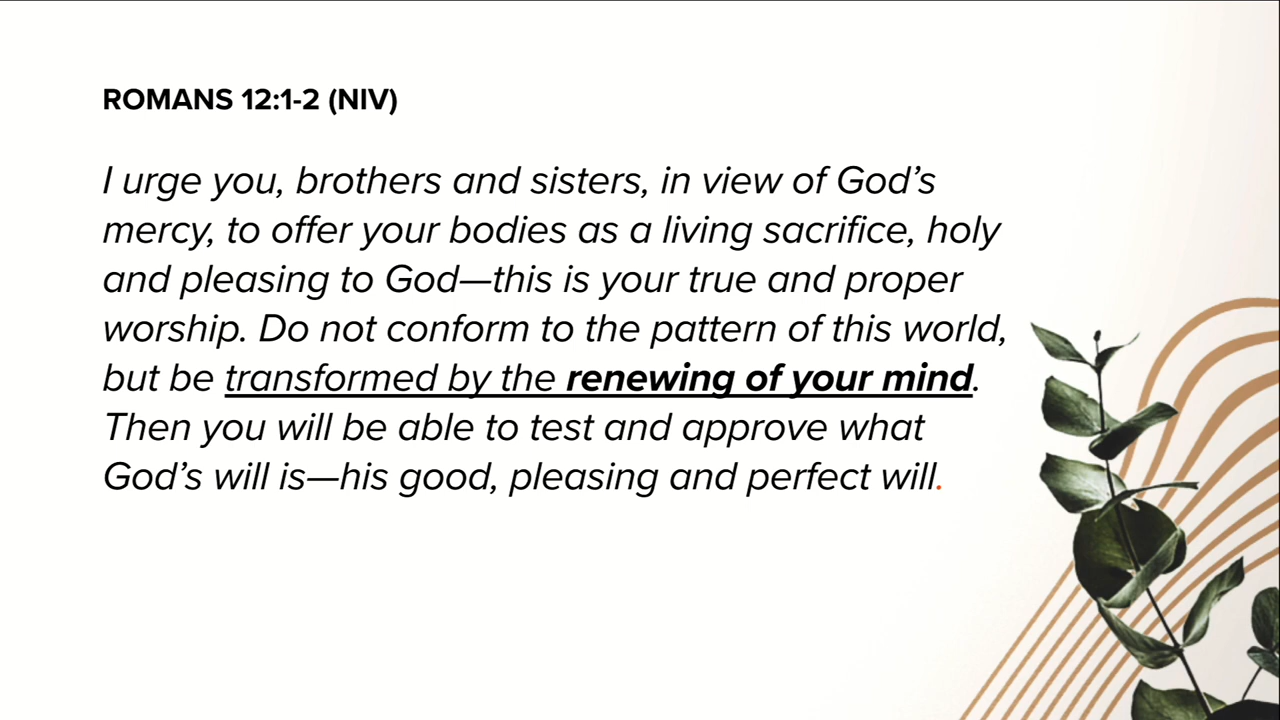 ROMANS 12:1-2 (NIV)
I urge you, brothers and sisters, in view of God’s
mercy, to offer your bodies as a living sacrifice, holy
and pleasing to God—this is your true and proper
worship. Do not conform to the pattern of this world,
but be transformed by the renewing of your mind.
Then you will be able to test and approve what
God’s will is—his good, pleasing and perfect will.